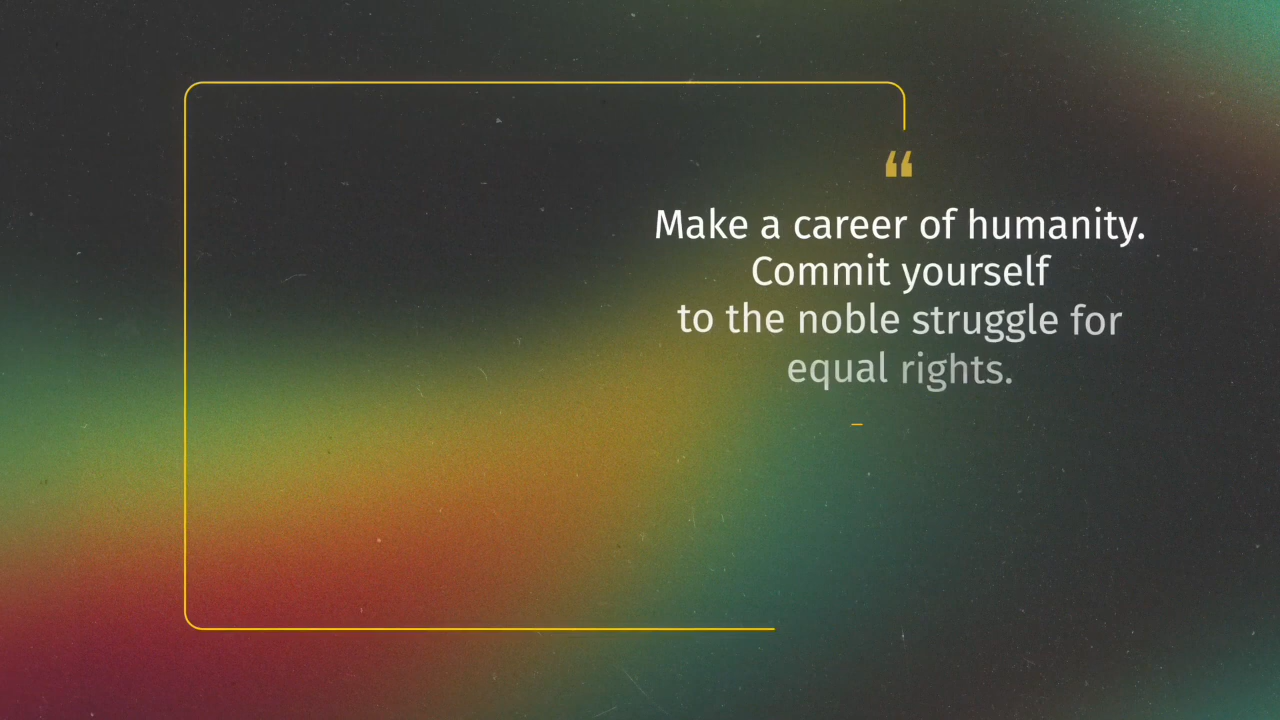 “
Make a career of humanity.
Commit yourself
to the noble struggle for
equal rights.